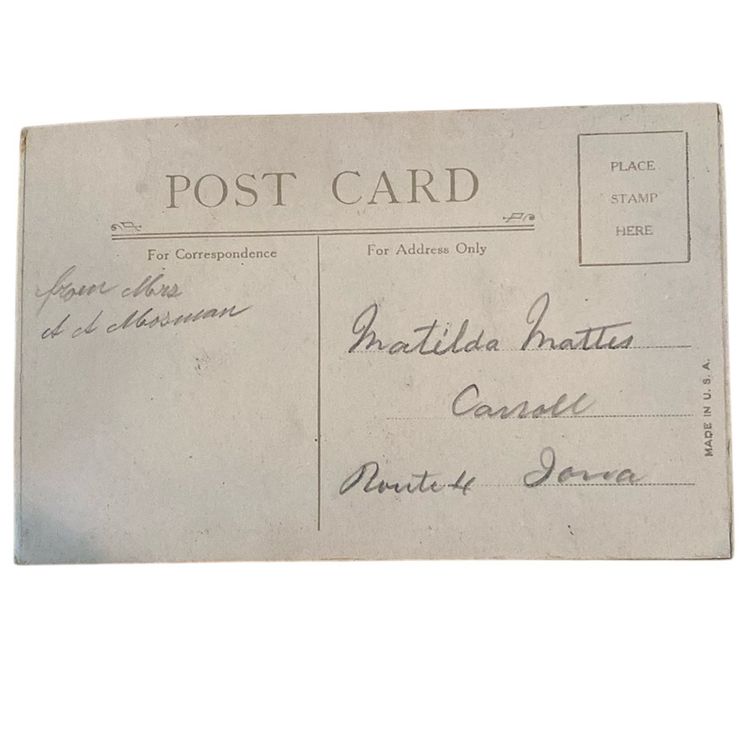 POST CARD
PLACE
STAMP
HERE
For Correspondence
For Address Only
from Mrs
A A Mosman
Matilda Mattes
Carroll
Route 4 Iowa
MADE IN U. S. A.